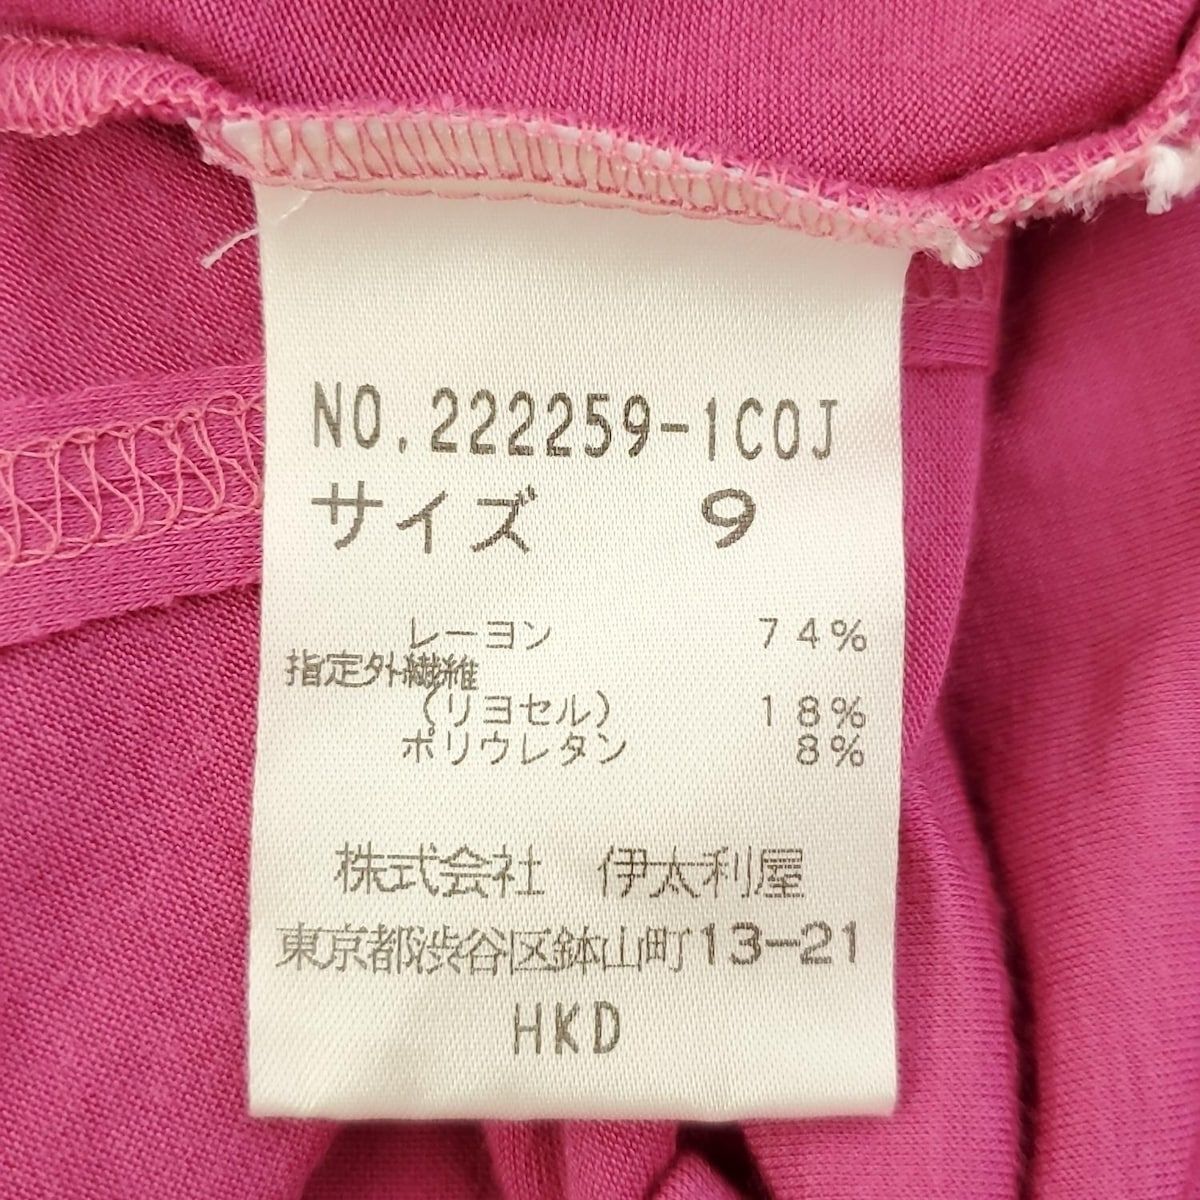 NO.222259-1C0J
サイズ 9
レーヨン 74%
指定外繊維
(リヨセル) 18%
ポリウレタン 8%
株式会社 伊太利屋
東京都渋谷区鉢山町13-21
HKD